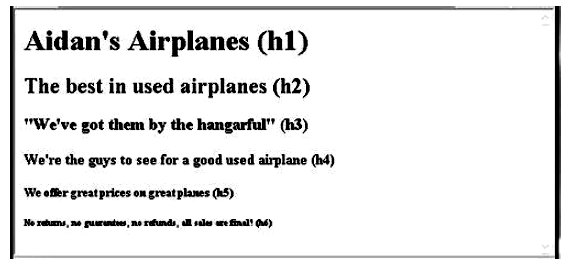 Aidan's Airplanes (h1)
The best in used airplanes (h2)
"We've got them by the hangarful" (h3)
We're the guys to see for a good used airplane (h4)
We offer great prices on great planes (h5)
No returns, no guarantees, no refunds, all sales are final! (h6)